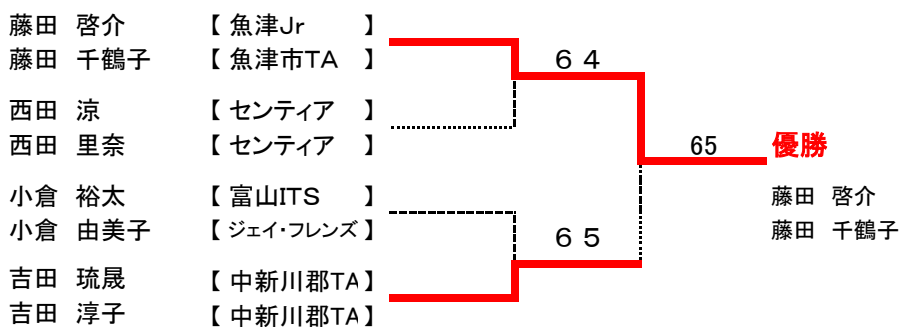 藤田 啓介 【 魚津Jr 】
藤田 千鶴子 【 魚津市TA 】
64
西田 涼 【 センティア 】
西田 里奈 【 センティア 】
65 優勝
小倉 裕太 【 富山ITS 】
藤田 啓介
小倉 由美子 【 ジェイ・フレンズ 】
藤田 千鶴子
65
吉田 琉晟 【 中新川郡TA 】
吉田 淳子 【 中新川郡TA 】